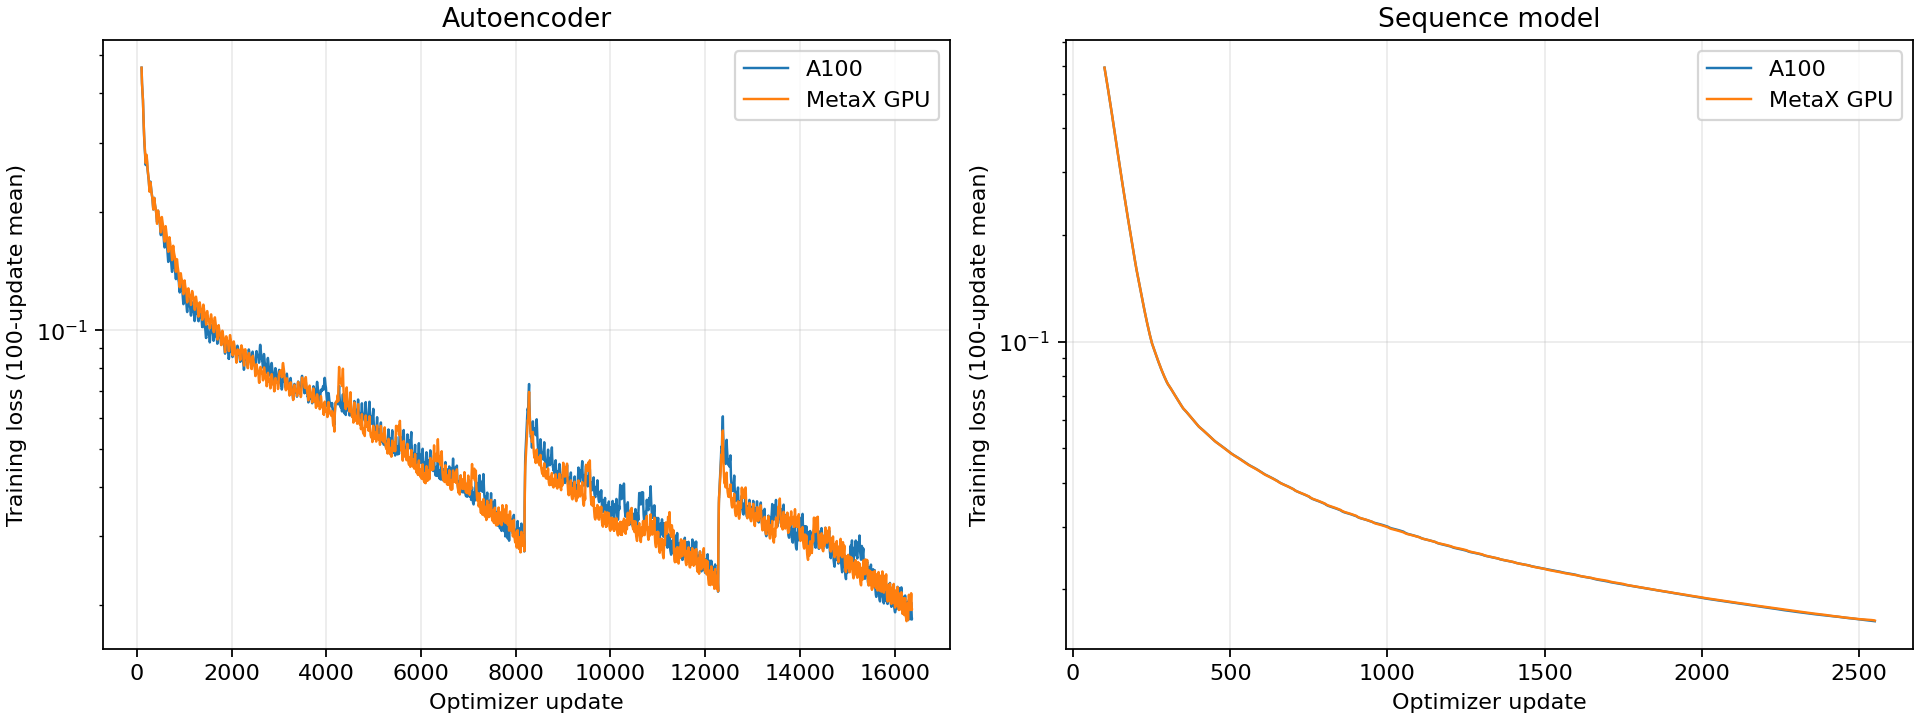 Autoencoder
A100
MetaX GPU
Training loss (100-update mean)
10⁻¹
0 2000 4000 6000 8000 10000 12000 14000 16000
Optimizer update
Sequence model
A100
MetaX GPU
Training loss (100-update mean)
10⁻¹
0 500 1000 1500 2000 2500
Optimizer update